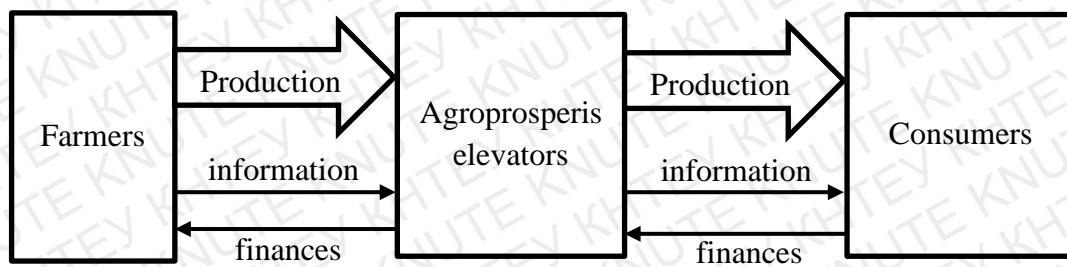 Farmers
Production
information
finances
Agroprosperis
elevators
Production
information
finances
Consumers